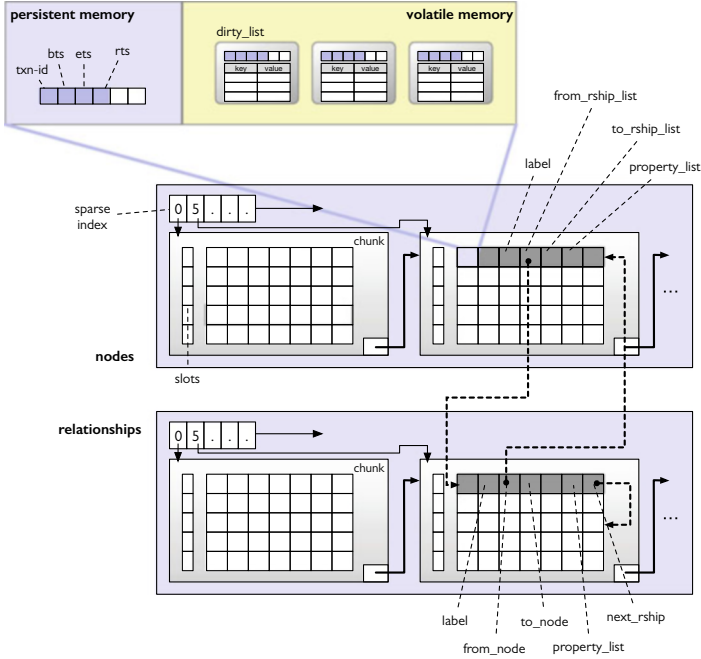 persistent memory
volatile memory
txn-id
bts
ets
rts
dirty_list
key value
key value
key value
from_rship_list
to_rship_list
label
property_list
sparse index
0 5 . . .
chunk
...
nodes
slots
relationships
0 5 . . .
chunk
...
label
from_node
to_node
property_list
next_rship